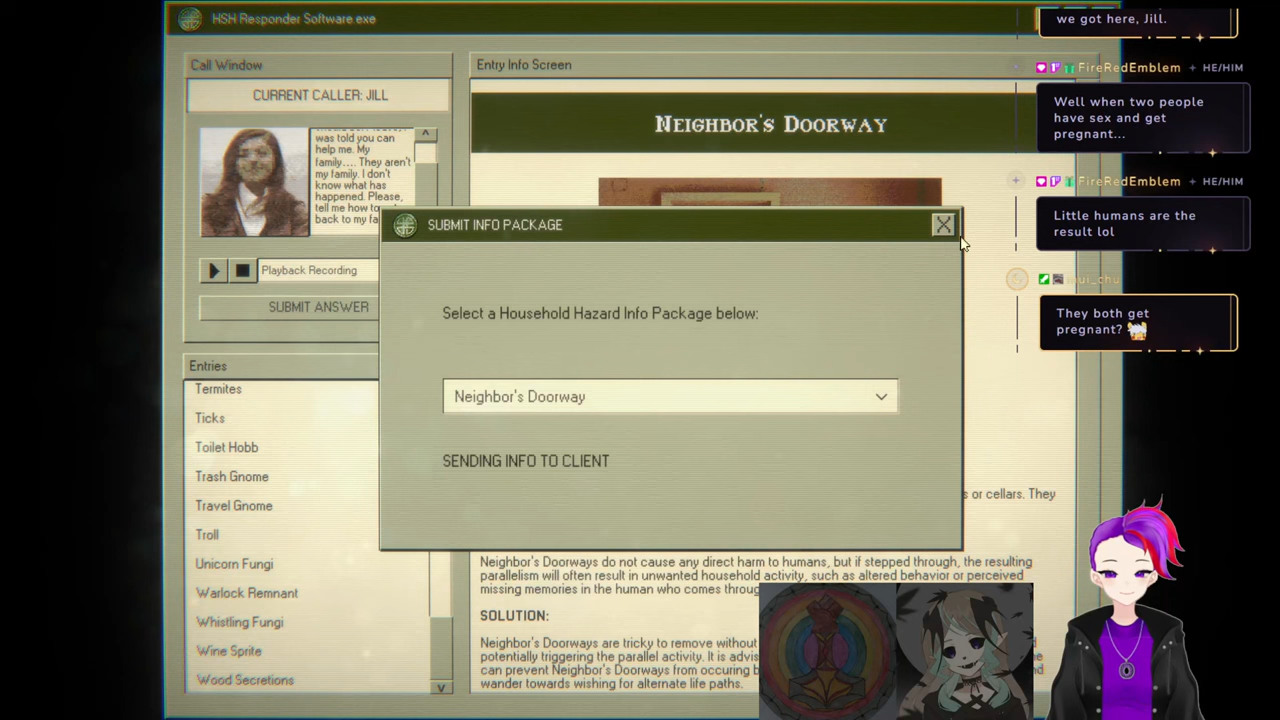 HSH Responder Software exe
Call Window
CURRENT CALLER: JILL
was told you can
help me. My
family.... They aren't
my family. I don't
know what has
happened. Please,
back to my fa
Playback Recording
SUBMIT ANSWER
Entries
Termites
Ticks
Toilet Hobb
Trash Gnome
Travel Gnome
Troll
Unicorn Fungi
Warlock Remnant
Whistling Fungi
Wine Sprite
Wood Secretions
Entry Info Screen
NEIGHBOR'S DOORWAY
SUBMIT INFO PACKAGE
Select a Household Hazard Info Package below:
Neighbor's Doorway
SENDING INFO TO CLIENT
s or cellars. They
Neighbor's Doorways do not cause any direct harm to humans, but if stepped through, the resulting
parallelism will often result in unwanted household activity, such as altered behavior or perceived
missing memories in the human who comes throug
SOLUTION:
Neighbor's Doorways are tricky to remove without
potentially triggering the parallel activity. It is advis
can prevent Neighbor's Doorways from occuring b
wander towards wishing for alternate life paths.
we got here, Jill.
FireRedEmblem + HE/HIM
Well when two people
have sex and get
pregnant...
FireRedEmblem + HE/HIM
Little humans are the
result lol
They both get
pregnant?